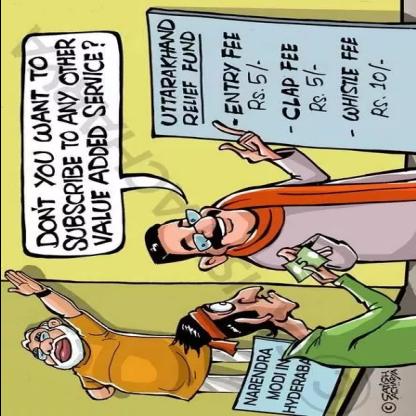 DON'T YOU WANT TO
SUBSCRIBE TO ANY OTHER
VALUE ADDED SERVICE?
UTTARAKHAND
RELIEF FUND
- ENTRY FEE
Rs. 5/-
- CLAP FEE
Rs. 5/-
- WHISTLE FEE
Rs. 10/-
NARENDRA
MODI IN
HYDERABAD
© SATISH
ACHARYA